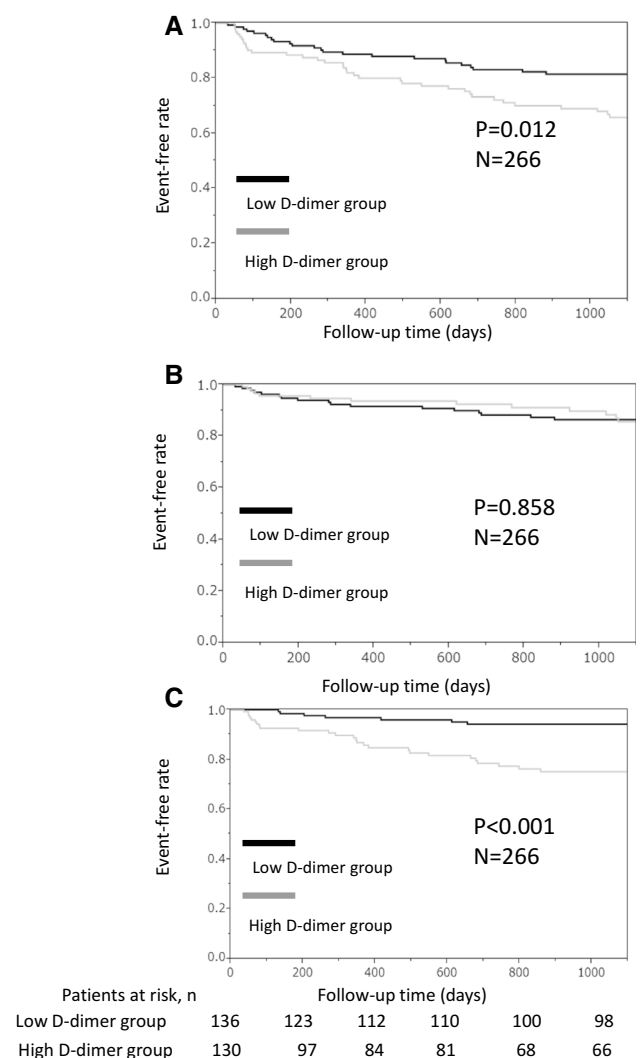 A
Event-free rate
1.0
0.8
0.6
0.4
0.2
0.0
P=0.012
N=266
Low D-dimer group
High D-dimer group
0 200 400 600 800 1000
Follow-up time (days)
B
Event-free rate
1.0
0.8
0.6
0.4
0.2
0.0
P=0.858
N=266
Low D-dimer group
High D-dimer group
0 200 400 600 800 1000
Follow-up time (days)
C
Event-free rate
1.0
0.8
0.6
0.4
0.2
0.0
P<0.001
N=266
Low D-dimer group
High D-dimer group
0 200 400 600 800 1000
Patients at risk, n Follow-up time (days)
Low D-dimer group 136 123 112 110 100 98
High D-dimer group 130 97 84 81 68 66